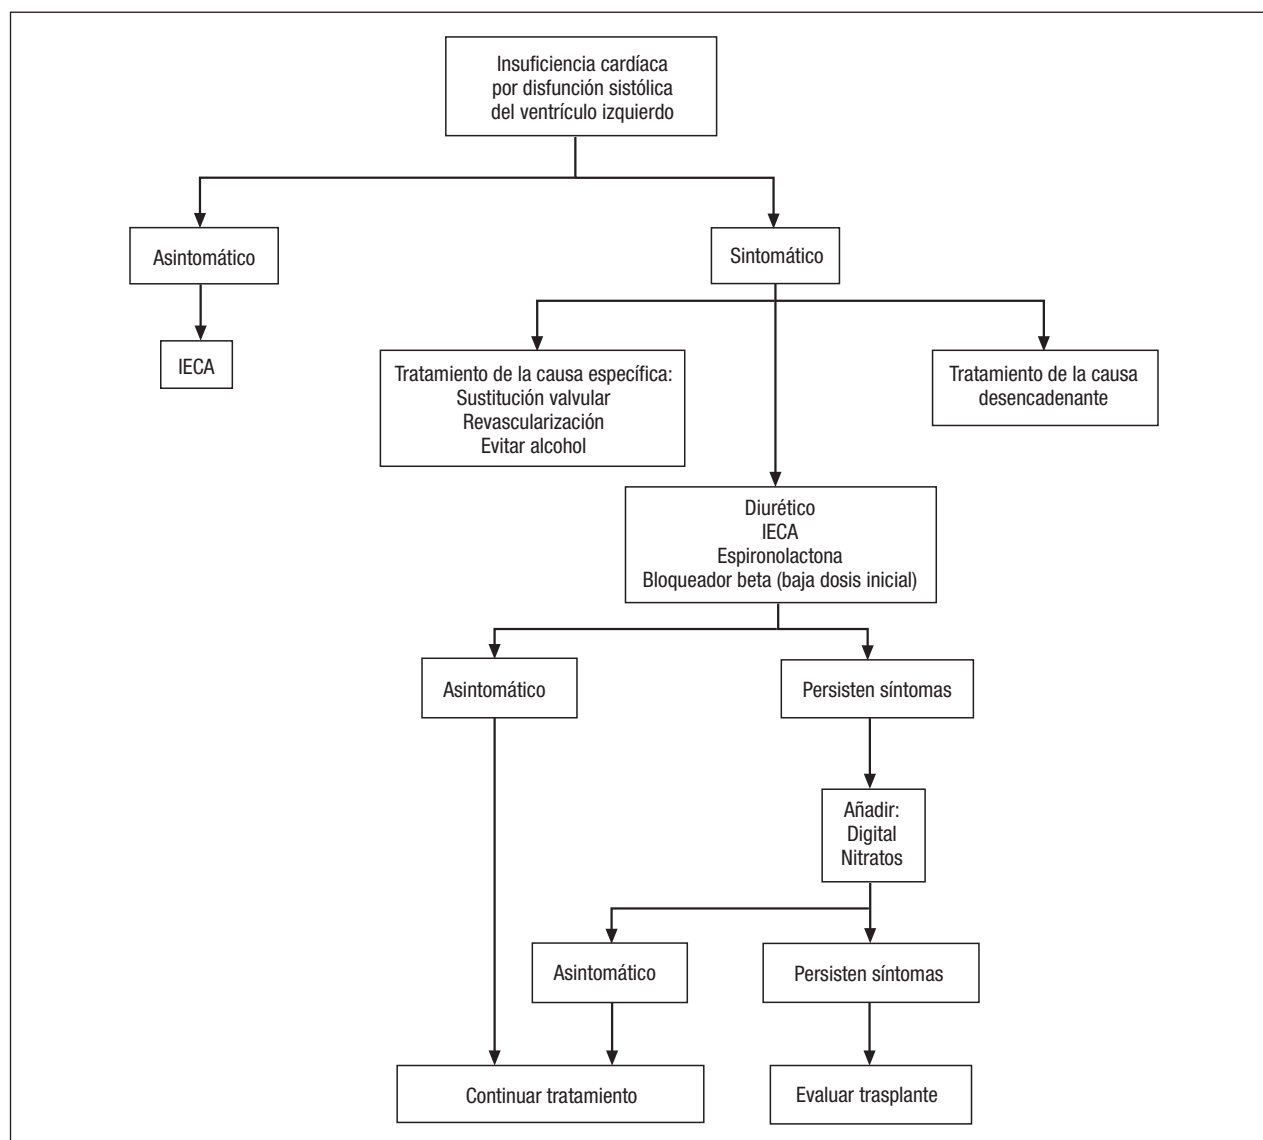 Insuficiencia cardíaca
por disfunción sistólica
del ventrículo izquierdo
Asintomático
Sintomático
IECA
Tratamiento de la causa específica:
Sustitución valvular
Revascularización
Evitar alcohol
Tratamiento de la causa
desencadenante
Diurético
IECA
Espironolactona
Bloqueador beta (baja dosis inicial)
Asintomático
Persisten síntomas
Añadir:
Digital
Nitratos
Asintomático
Persisten síntomas
Continuar tratamiento
Evaluar trasplante